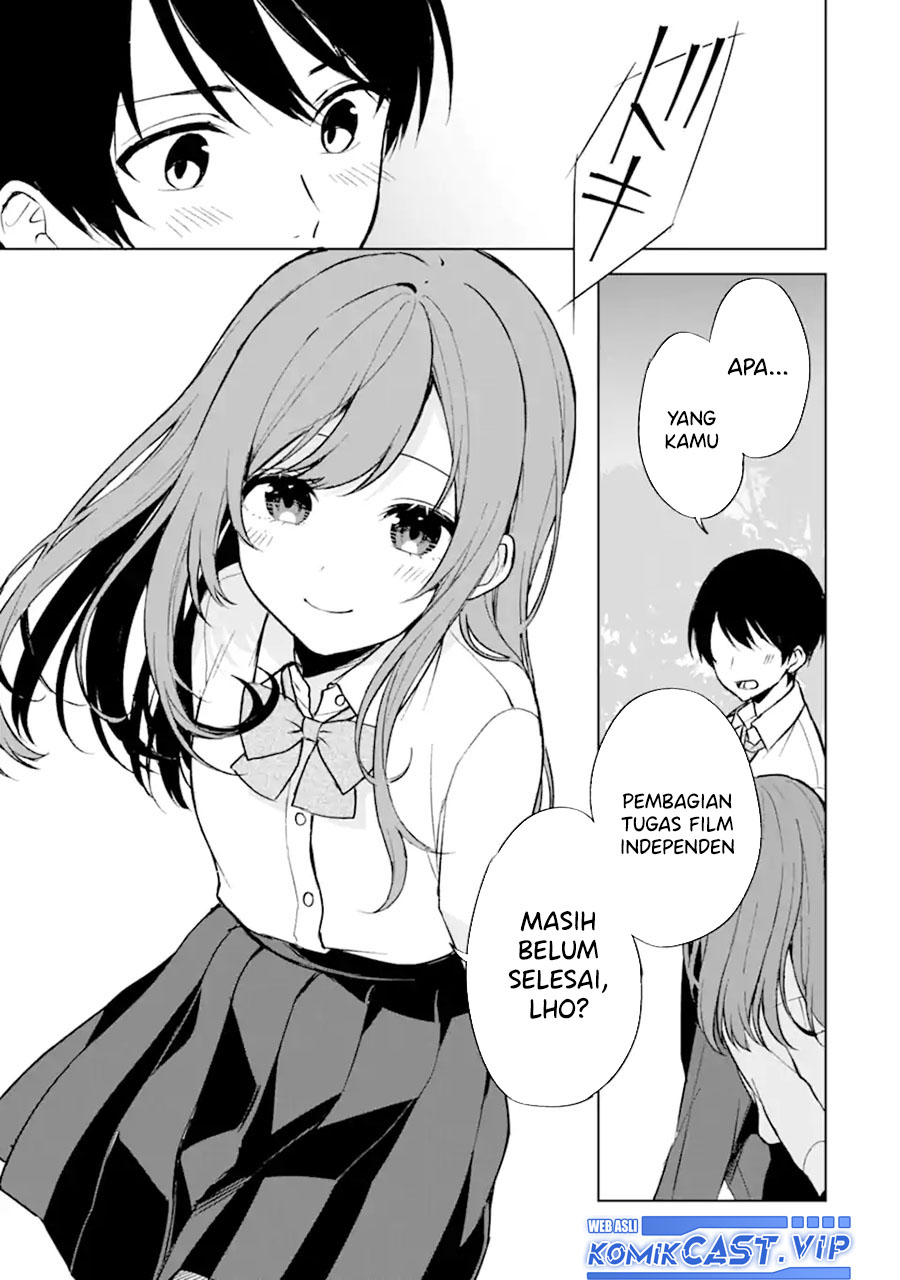 ドキッ
APA...
YANG
KAMU
PEMBAGIAN
TUGAS FILM
INDEPENDEN
MASIH
BELUM
SELESAI,
LHO?
WEB ASLI
KOMIKCAST.VIP